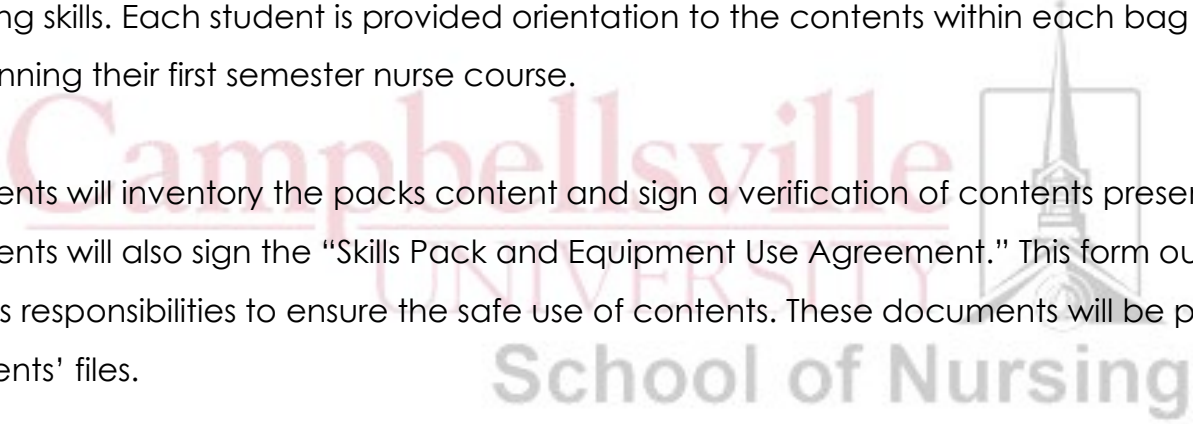 ng skills. Each student is provided orientation to the contents within each bag
nning their first semester nurse course.
Campbellsville
ents will inventory the packs content and sign a verification of contents presen
ents will also sign the “Skills Pack and Equipment Use Agreement.” This form ou
UNIVERSITY
s responsibilities to ensure the safe use of contents. These documents will be p
School of Nursing
ents’ files.